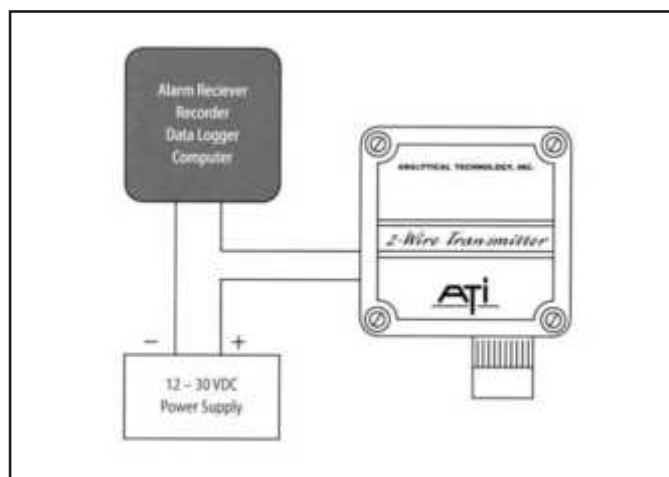 Alarm Reciever
Recorder
Data Logger
Computer
ANALYTICAL TECHNOLOGY, INC.
2-Wire Transmitter
ATi
− +
12 – 30 VDC
Power Supply